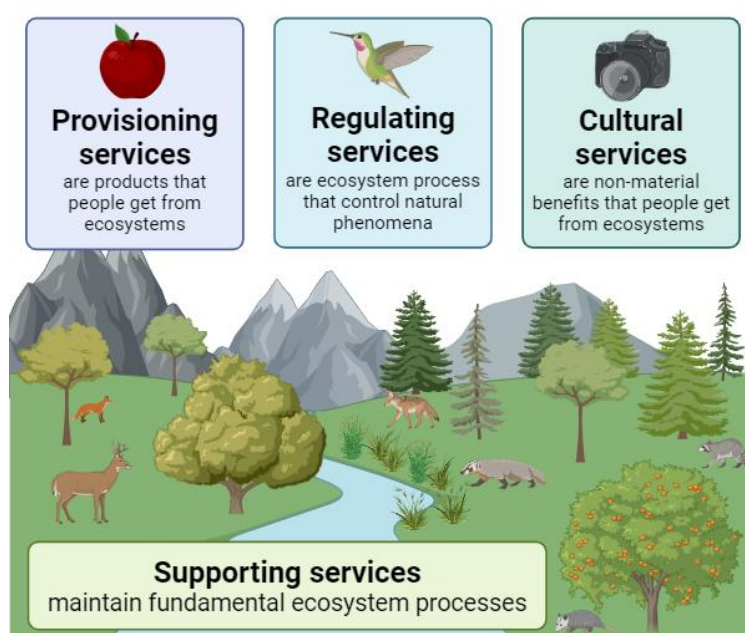 Provisioning
services
are products that
people get from
ecosystems
Regulating
services
are ecosystem process
that control natural
phenomena
Cultural
services
are non-material
benefits that people get
from ecosystems
Supporting services
maintain fundamental ecosystem processes